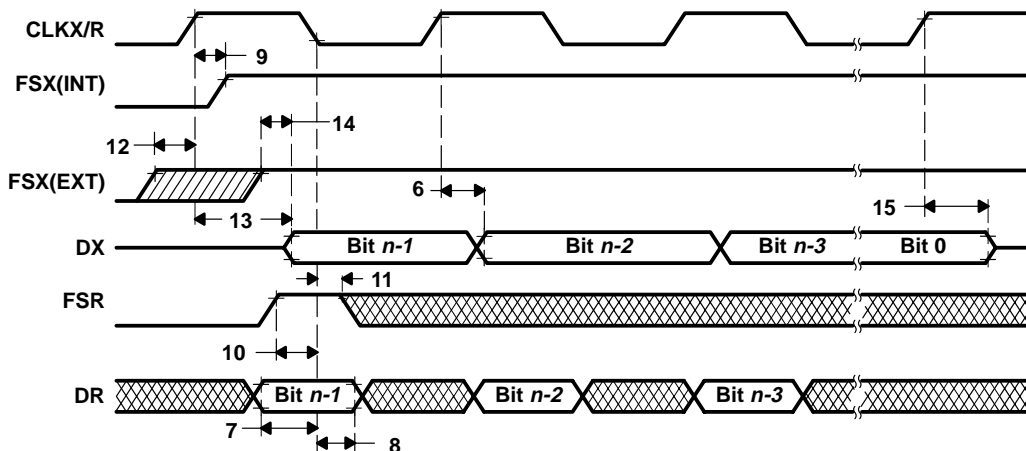 CLKX/R
9
FSX(INT)
14
12
FSX(EXT)
6
13
15
DX
Bit n-1
Bit n-2
Bit n-3
Bit 0
11
FSR
10
DR
Bit n-1
Bit n-2
Bit n-3
7
8